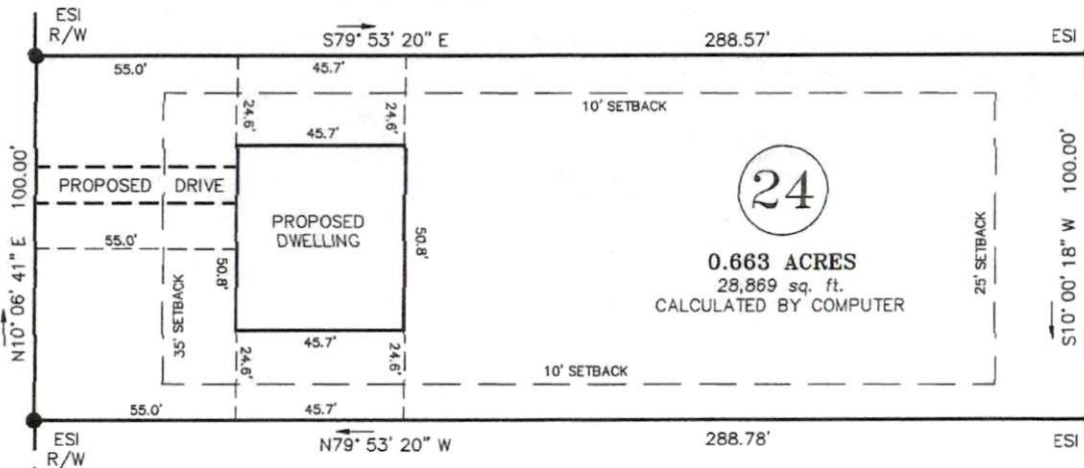 ESI
R/W
S79° 53' 20" E
288.57'
ESI
55.0'
45.7'
10' SETBACK
24.6'
24.6'
45.7'
N10° 06' 41" E 100.00'
PROPOSED DRIVE
24
S10° 00' 18" W 100.00'
PROPOSED
DWELLING
55.0'
50.8'
50.8'
35' SETBACK
0.663 ACRES
28,869 sq. ft.
CALCULATED BY COMPUTER
25' SETBACK
45.7'
24.6'
24.6'
10' SETBACK
55.0'
45.7'
ESI
R/W
N79° 53' 20" W
288.78'
ESI